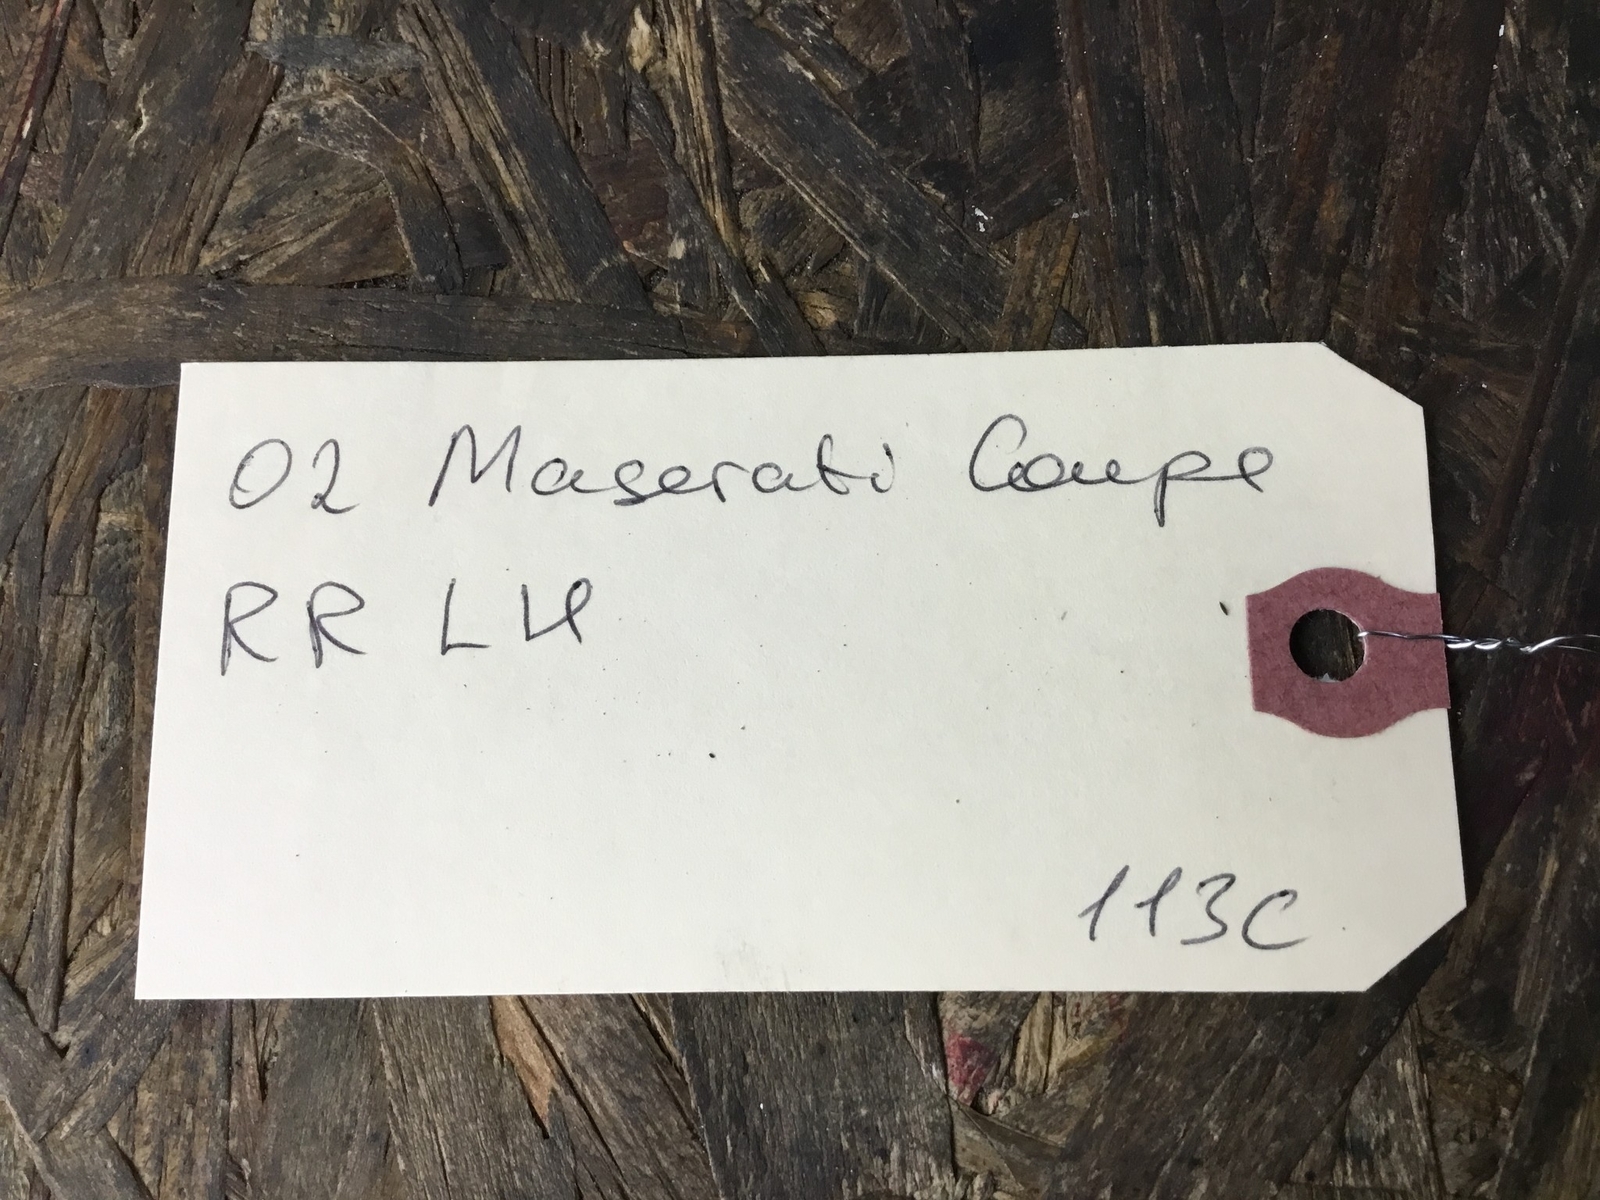 02 Maserati Coupe
RR LH
113C